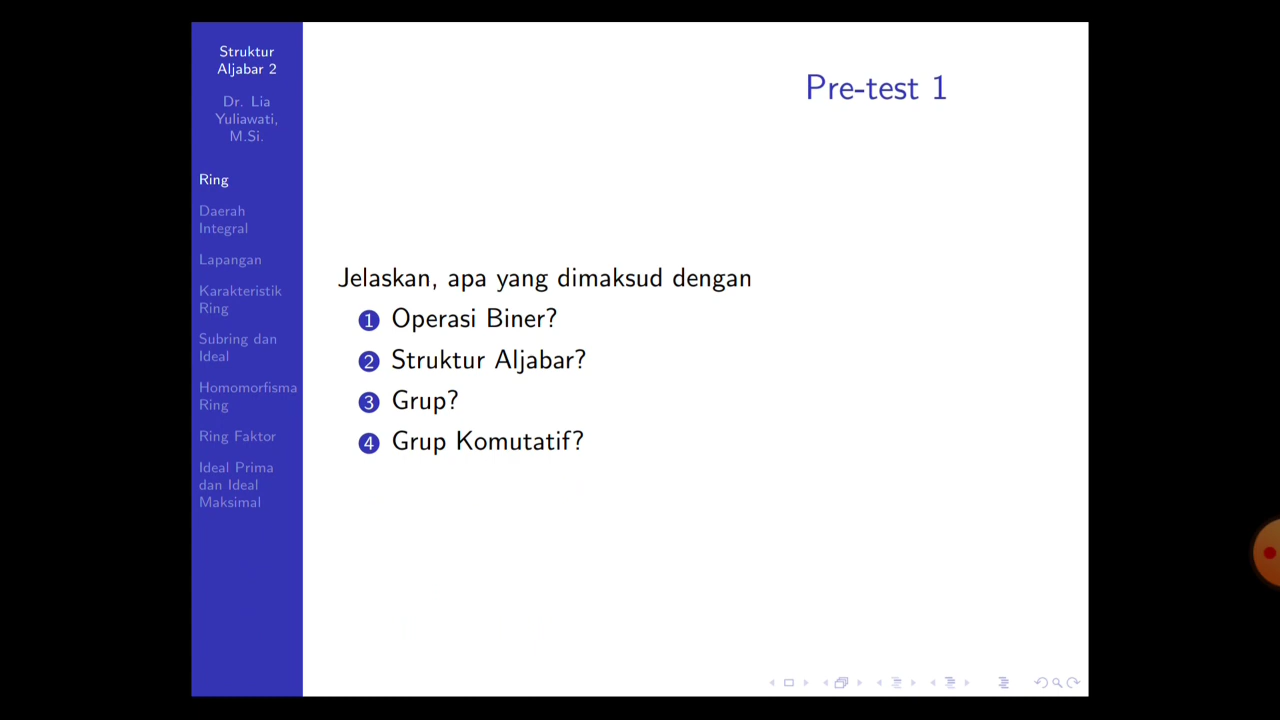 Struktur
Aljabar 2
Dr. Lia
Yuliawati,
M.Si.
Ring
Daerah
Integral
Lapangan
Karakteristik
Ring
Subring dan
Ideal
Homomorfisma
Ring
Ring Faktor
Ideal Prima
dan Ideal
Maksimal
Pre-test 1
Jelaskan, apa yang dimaksud dengan
1 Operasi Biner?
2 Struktur Aljabar?
3 Grup?
4 Grup Komutatif?